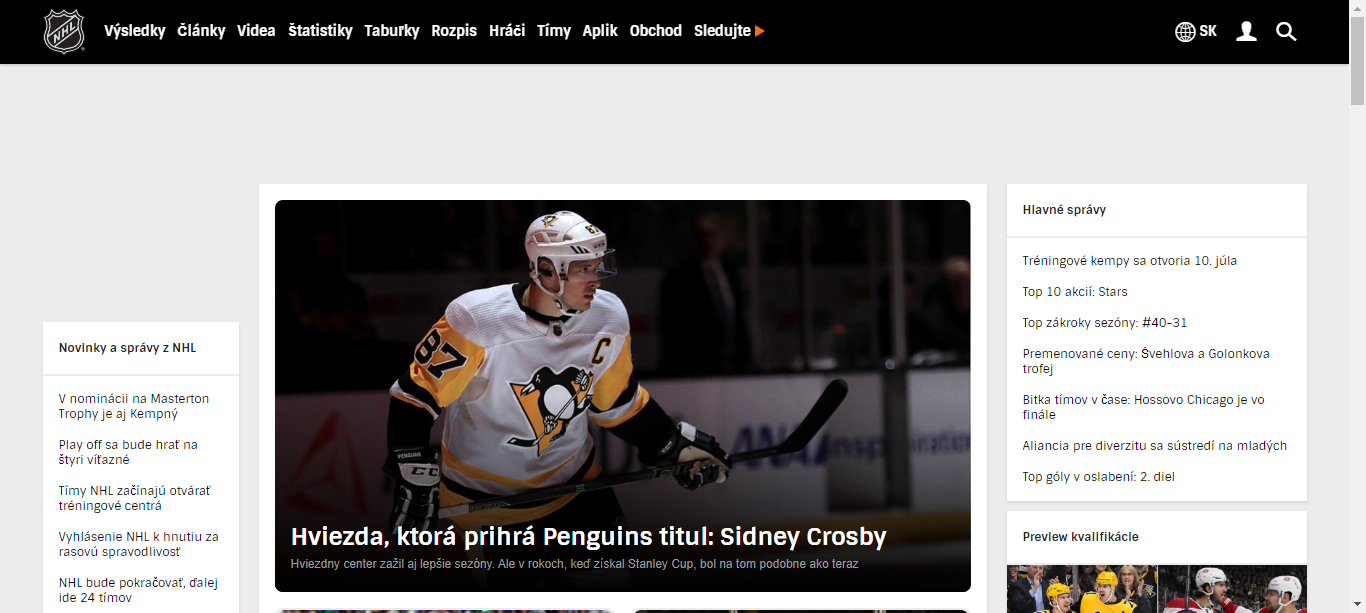 NHL
Výsledky Články Videa Štatistiky Tabuľky Rozpis Hráči Tímy Aplik Obchod Sledujte
SK
Novinky a správy z NHL
V nominácii na Masterton
Trophy je aj Kempný
Play off sa bude hrať na
štyri víťazné
Tímy NHL začínajú otvárať
tréningové centrá
Vyhlásenie NHL k hnutiu za
rasovú spravodlivosť
NHL bude pokračovať, ďalej
ide 24 tímov
87
87
C
PENGUINS
CCM
Inspiration
Hviezda, ktorá prihrá Penguins titul: Sidney Crosby
Hviezdny center zažil aj lepšie sezóny. Ale v rokoch, keď získal Stanley Cup, bol na tom podobne ako teraz
Hlavné správy
Tréningové kempy sa otvoria 10. júla
Top 10 akcií: Stars
Top zákroky sezóny: #40-31
Premenované ceny: Švehlova a Golonkova
trofej
Bitka tímov v čase: Hossovo Chicago je vo
finále
Aliancia pre diverzitu sa sústredí na mladých
Top góly v oslabení: 2. diel
Preview kvalifikácie